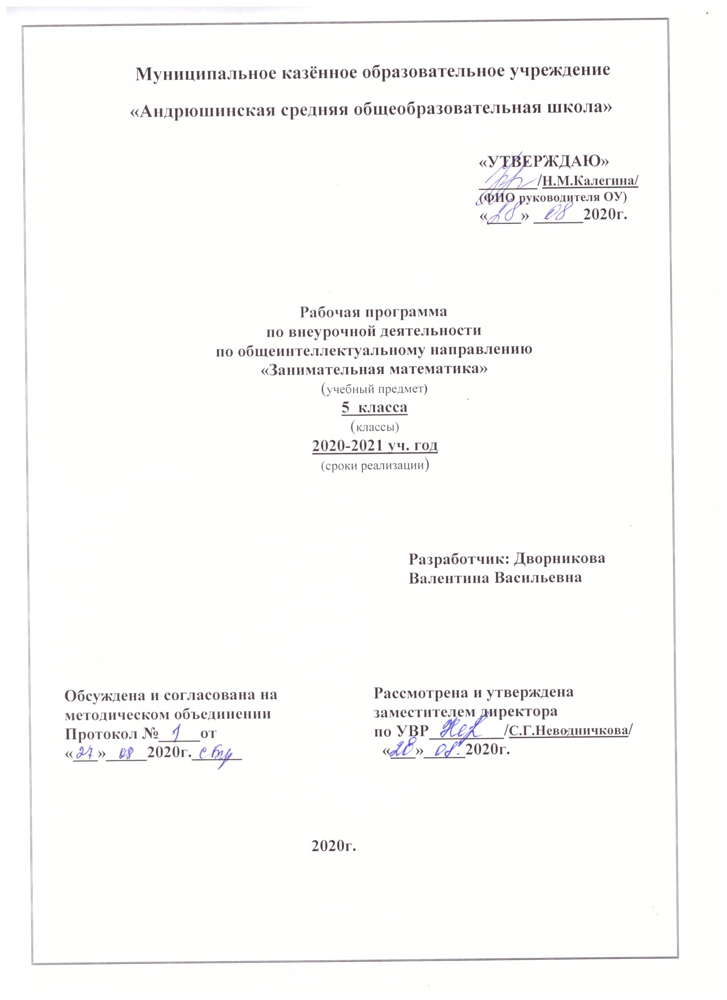 Муниципальное казённое образовательное учреждение
«Андрюшинская средняя общеобразовательная школа»
«УТВЕРЖДАЮ»
_______/Н.М.Калегина/
(ФИО руководителя ОУ)
«28» 08 2020г.
Рабочая программа
по внеурочной деятельности
по общеинтеллектуальному направлению
«Занимательная математика»
(учебный предмет)
5 класса
(классы)
2020-2021 уч. год
(сроки реализации)
Разработчик: Дворникова
Валентина Васильевна
Обсуждена и согласована на
методическом объединении
Протокол № 1 от
«27» 08 2020г.
Рассмотрена и утверждена
заместителем директора
по УВР_________/С.Г.Неводничкова/
«28» 08. 2020г.
2020г.